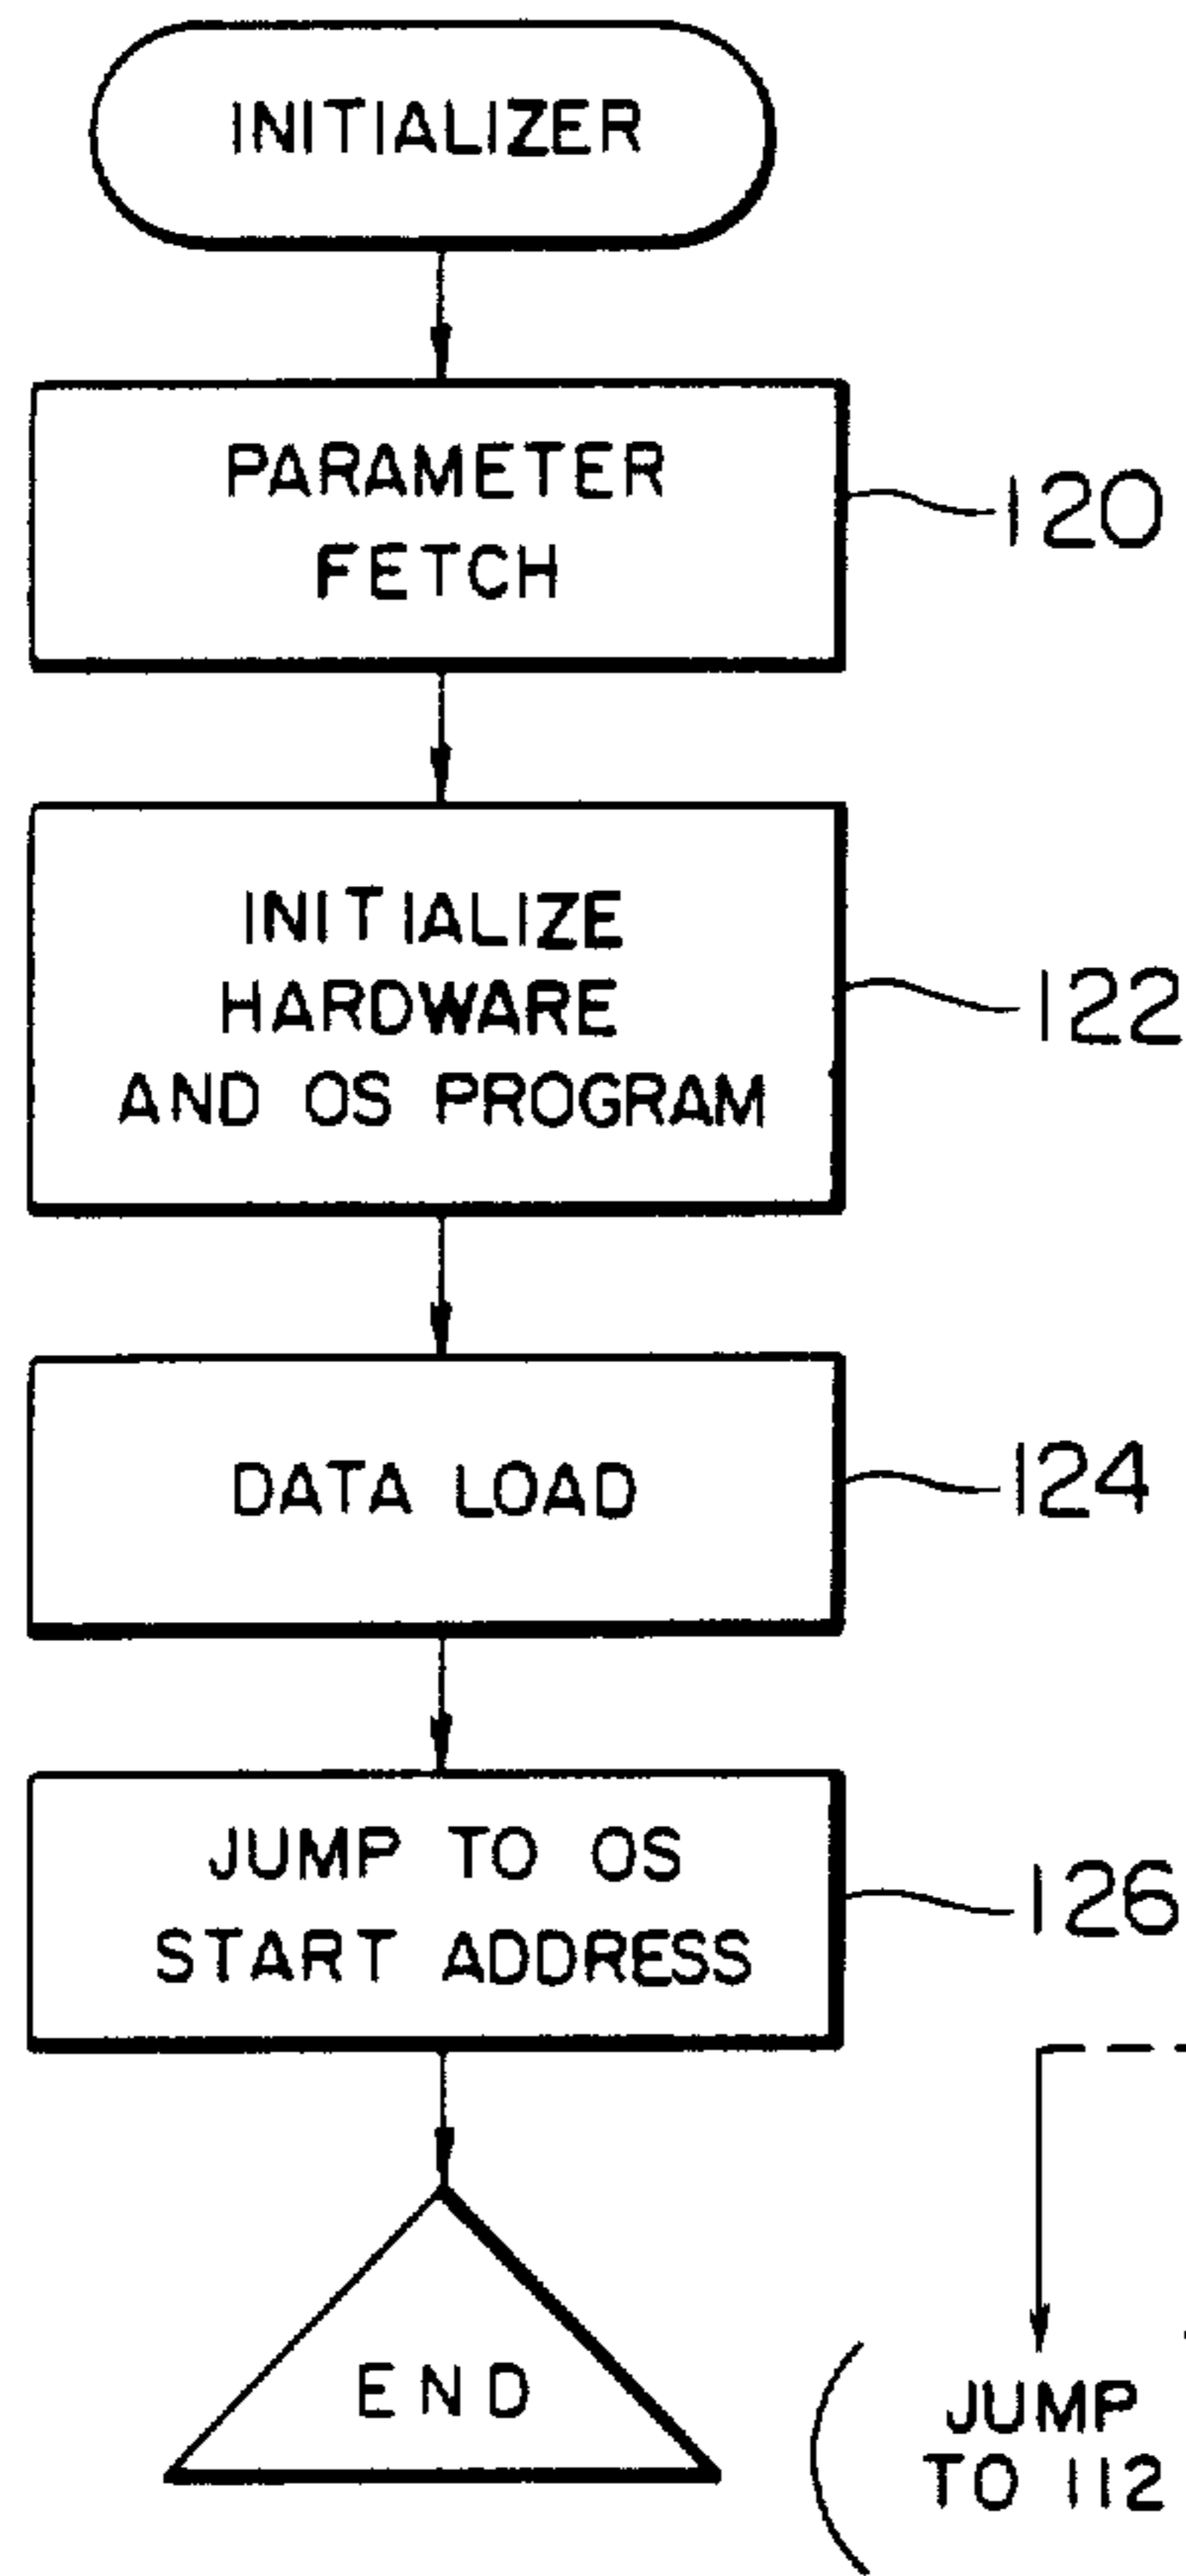 INITIALIZER
PARAMETER
FETCH
120
INITIALIZE
HARDWARE
AND OS PROGRAM
122
DATA LOAD
124
JUMP TO OS
START ADDRESS
126
END
JUMP
TO 112